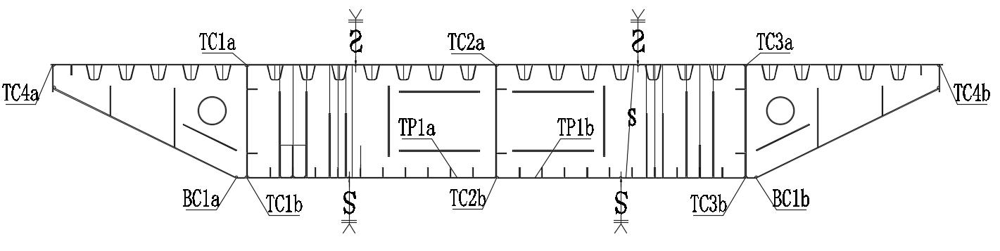 S S
TC1a TC2a TC3a
TC4a TC4b
S
TP1a TP1b
BC1a TC1b TC2b TC3b BC1b
S S